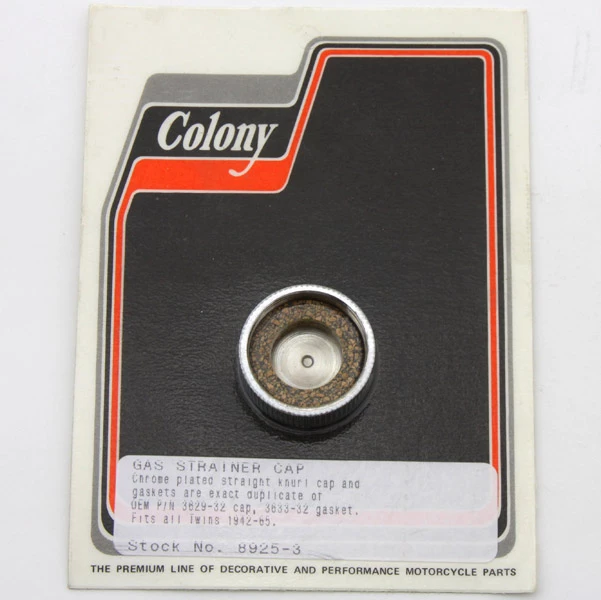 Colony
GAS STRAINER CAP
Chrome plated straight knurl cap and
gaskets are exact duplicate of
OEM P/N 3629-32 cap, 3633-32 gasket.
Fits all Twins 1942-65.
Stock No. 8925-3
THE PREMIUM LINE OF DECORATIVE AND PERFORMANCE MOTORCYCLE PARTS